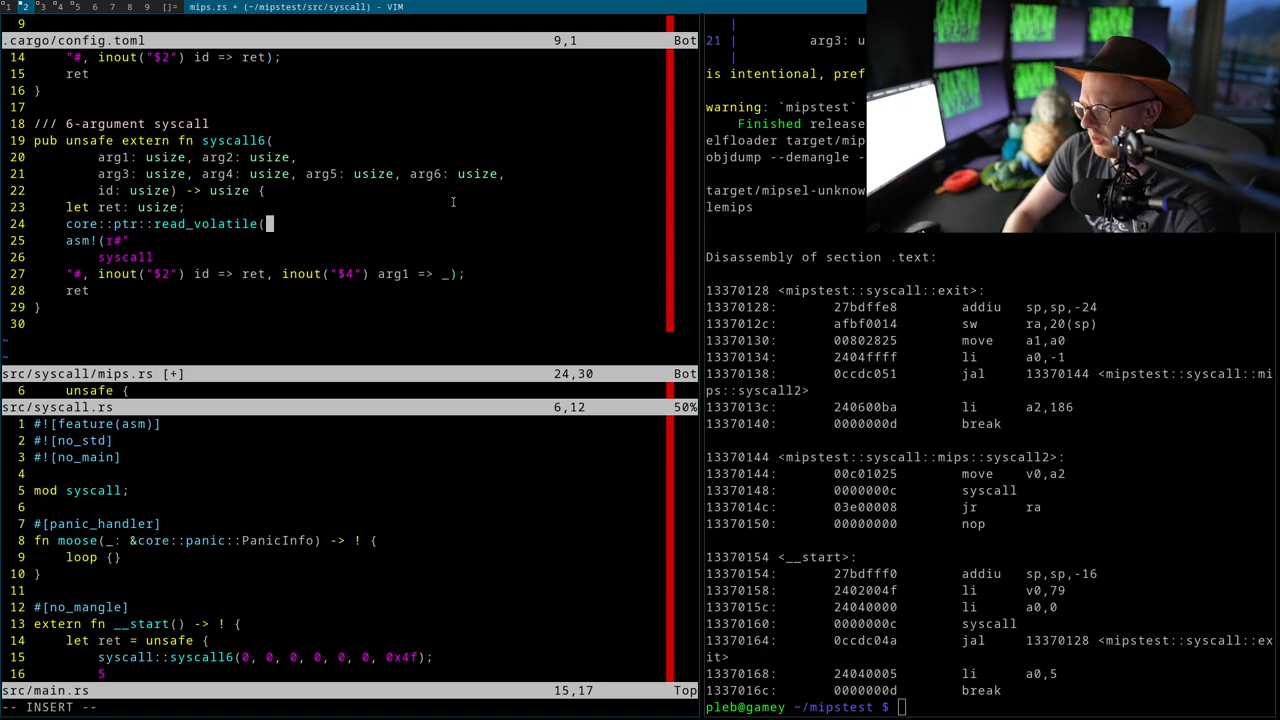 1 2 3 4 5 6 7 8 9 []= mips.rs + (~/mipstest/src/syscall) - VIM
9
.cargo/config.toml 9,1 Bot
14 "#, inout("$2") id => ret);
15 ret
16 }
17
18 /// 6-argument syscall
19 pub unsafe extern fn syscall6(
20 arg1: usize, arg2: usize,
21 arg3: usize, arg4: usize, arg5: usize, arg6: usize,
22 id: usize) -> usize {
23 let ret: usize;
24 core::ptr::read_volatile(
25 asm!(r#"
26 syscall
27 "#, inout("$2") id => ret, inout("$4") arg1 => _);
28 ret
29 }
30
~
~
src/syscall/mips.rs [+] 24,30 Bot
6 unsafe {
src/syscall.rs 6,12 50%
1 #![feature(asm)]
2 #![no_std]
3 #![no_main]
4
5 mod syscall;
6
7 #[panic_handler]
8 fn moose(_: &core::panic::PanicInfo) -> ! {
9 loop {}
10 }
11
12 #[no_mangle]
13 extern fn __start() -> ! {
14 let ret = unsafe {
15 syscall::syscall6(0, 0, 0, 0, 0, 0, 0x4f);
16 5
src/main.rs 15,17 Top
-- INSERT --
|
21 | arg3: u
|
is intentional, pref
warning: `mipstest`
Finished release
elfloader target/mip
objdump --demangle -
target/mipsel-unknow
lemips
Disassembly of section .text:
13370128 <mipstest::syscall::exit>:
13370128: 27bdffe8 addiu sp,sp,-24
1337012c: afbf0014 sw ra,20(sp)
13370130: 00802825 move a1,a0
13370134: 2404ffff li a0,-1
13370138: 0ccdc051 jal 13370144 <mipstest::syscall::mi
ps::syscall2>
1337013c: 240600ba li a2,186
13370140: 0000000d break
13370144 <mipstest::syscall::mips::syscall2>:
13370144: 00c01025 move v0,a2
13370148: 0000000c syscall
1337014c: 03e00008 jr ra
13370150: 00000000 nop
13370154 <__start>:
13370154: 27bdfff0 addiu sp,sp,-16
13370158: 2402004f li v0,79
1337015c: 24040000 li a0,0
13370160: 0000000c syscall
13370164: 0ccdc04a jal 13370128 <mipstest::syscall::ex
it>
13370168: 24040005 li a0,5
1337016c: 0000000d break
pleb@gamey ~/mipstest $